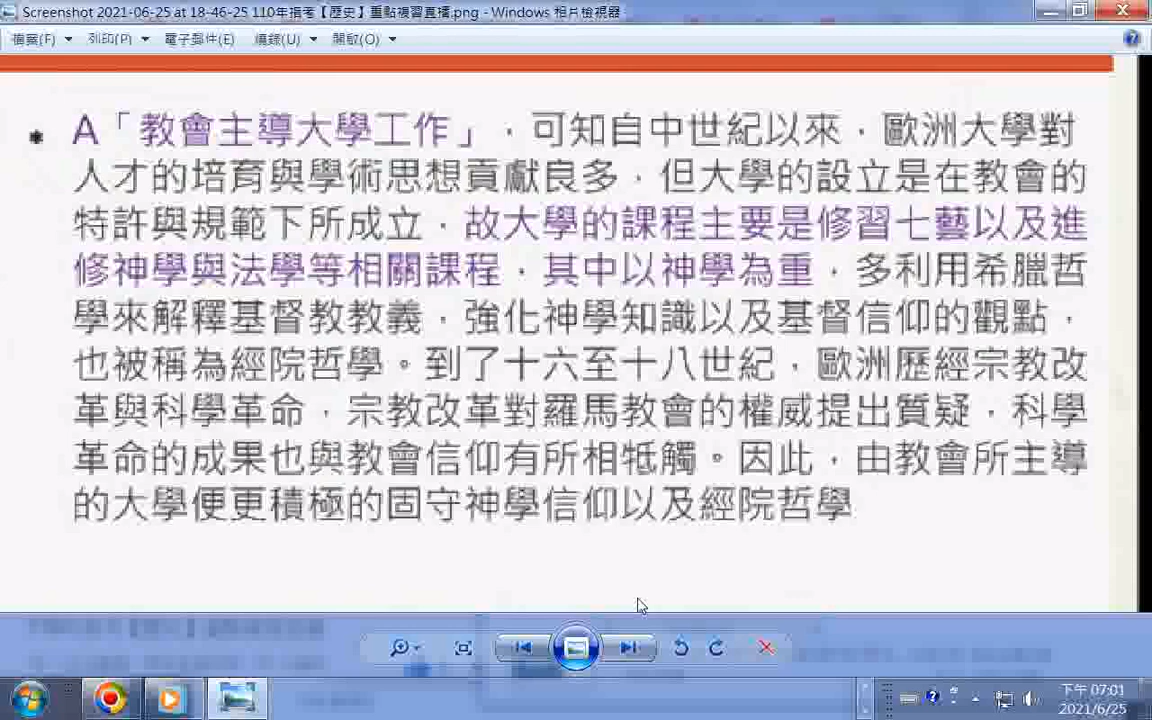 Screenshot 2021-06-25 at 18-46-25 110年指考【歷史】重點複習直播.png - Windows 相片檢視器
檔案(F) 列印(P) 電子郵件(E) 燒錄(U) 開啟(O)
A「教會主導大學工作」，可知自中世紀以來，歐洲大學對
人才的培育與學術思想貢獻良多，但大學的設立是在教會的
特許與規範下所成立，故大學的課程主要是修習七藝以及進
修神學與法學等相關課程，其中以神學為重，多利用希臘哲
學來解釋基督教教義，強化神學知識以及基督信仰的觀點，
也被稱為經院哲學。到了十六至十八世紀，歐洲歷經宗教改
革與科學革命，宗教改革對羅馬教會的權威提出質疑，科學
革命的成果也與教會信仰有所相牴觸。因此，由教會所主導
的大學便更積極的固守神學信仰以及經院哲學
下午 07:01
2021/6/25